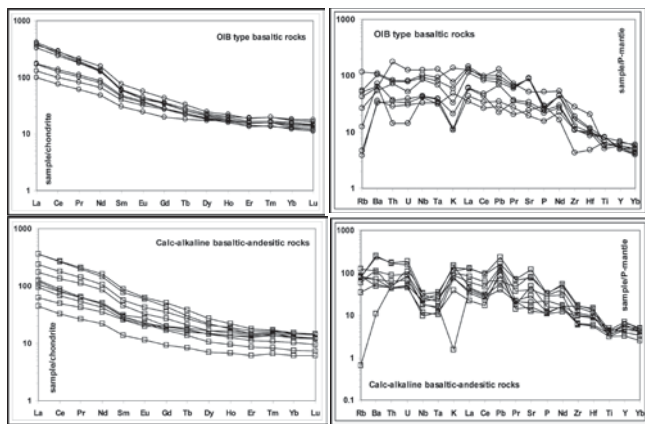 1000
OIB type basaltic rocks
100
10
sample/chondrite
1
La Ce Pr Nd Sm Eu Gd Tb Dy Ho Er Tm Yb Lu
1000
OIB type basaltic rocks
sample/P-mantle
100
10
1
Rb Ba Th U Nb Ta K La Ce Pb Pr Sr P Nd Zr Hf Ti Y Yb
1000
Calc-alkaline basaltic-andesitic rocks
100
10
sample/chondrite
1
La Ce Pr Nd Sm Eu Gd Tb Dy Ho Er Tm Yb Lu
1000
sample/P-mantle
100
10
1
Calc-alkaline basaltic-andesitic rocks
0.1
Rb Ba Th U Nb Ta K La Ce Pb Pr Sr P Nd Zr Hf Ti Y Yb